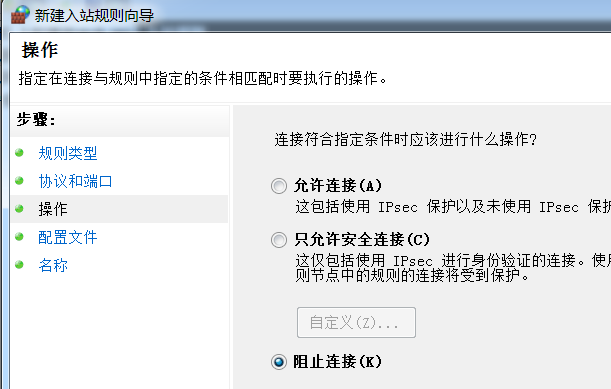 新建入站规则向导
操作
指定在连接与规则中指定的条件相匹配时要执行的操作。
步骤:
规则类型
协议和端口
操作
配置文件
名称
连接符合指定条件时应该进行什么操作?
允许连接(A)
这包括使用 IPsec 保护以及未使用 IPsec 保护
只允许安全连接(C)
这仅包括使用 IPsec 进行身份验证的连接。使用
则节点中的规则的连接将受到保护。
自定义(Z)...
阻止连接(K)